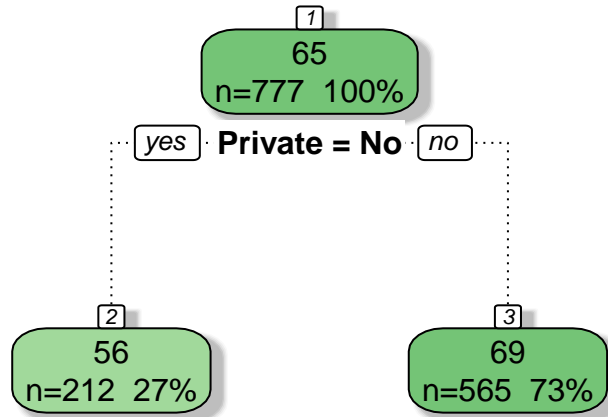 1
65
n=777 100%
yes Private = No no
2
56
n=212 27%
3
69
n=565 73%